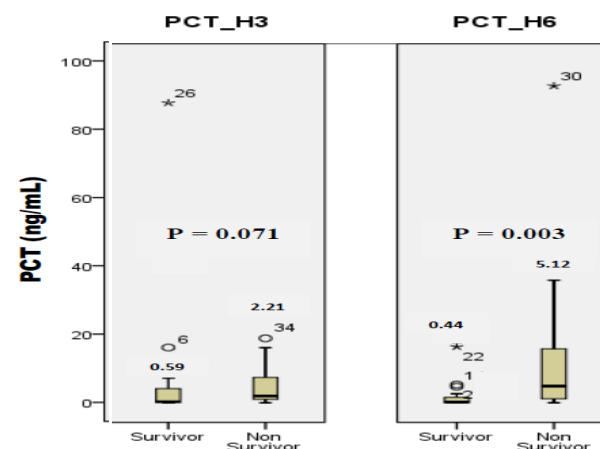 PCT_H3
PCT_H6
PCT (ng/mL)
100
80
60
40
20
0
*26
P = 0.071
2.21
34
6
0.59
*30
P = 0.003
5.12
0.44
*
22
1
2
Survivor
Non
Survivor
Survivor
Non
Survivor